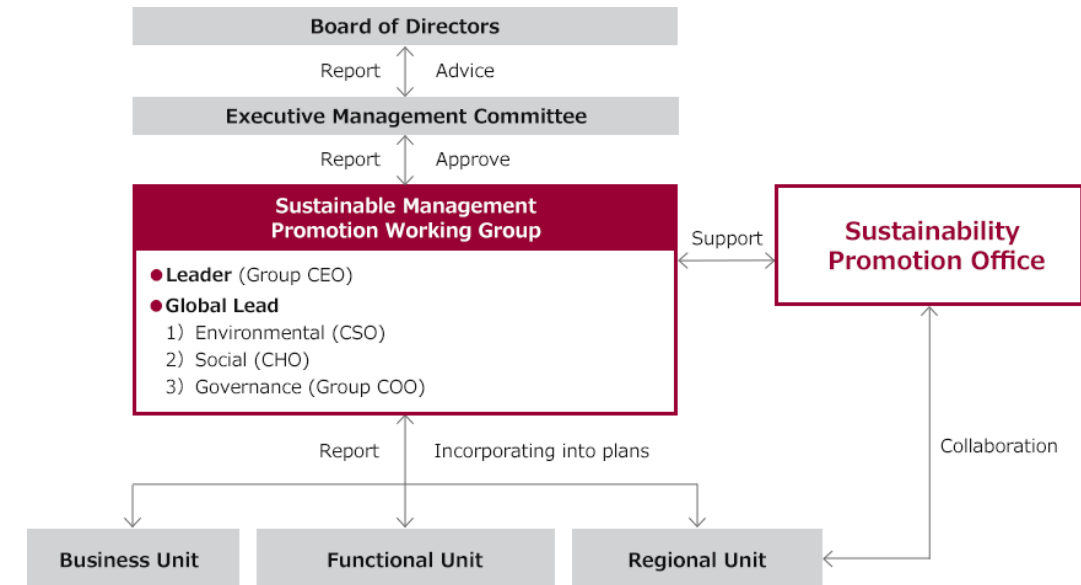 Board of Directors
Report
Advice
Executive Management Committee
Report
Approve
Sustainable Management
Promotion Working Group
●Leader (Group CEO)
●Global Lead
1）Environmental (CSO)
2）Social (CHO)
3）Governance (Group COO)
Support
Sustainability
Promotion Office
Report
Incorporating into plans
Collaboration
Business Unit
Functional Unit
Regional Unit